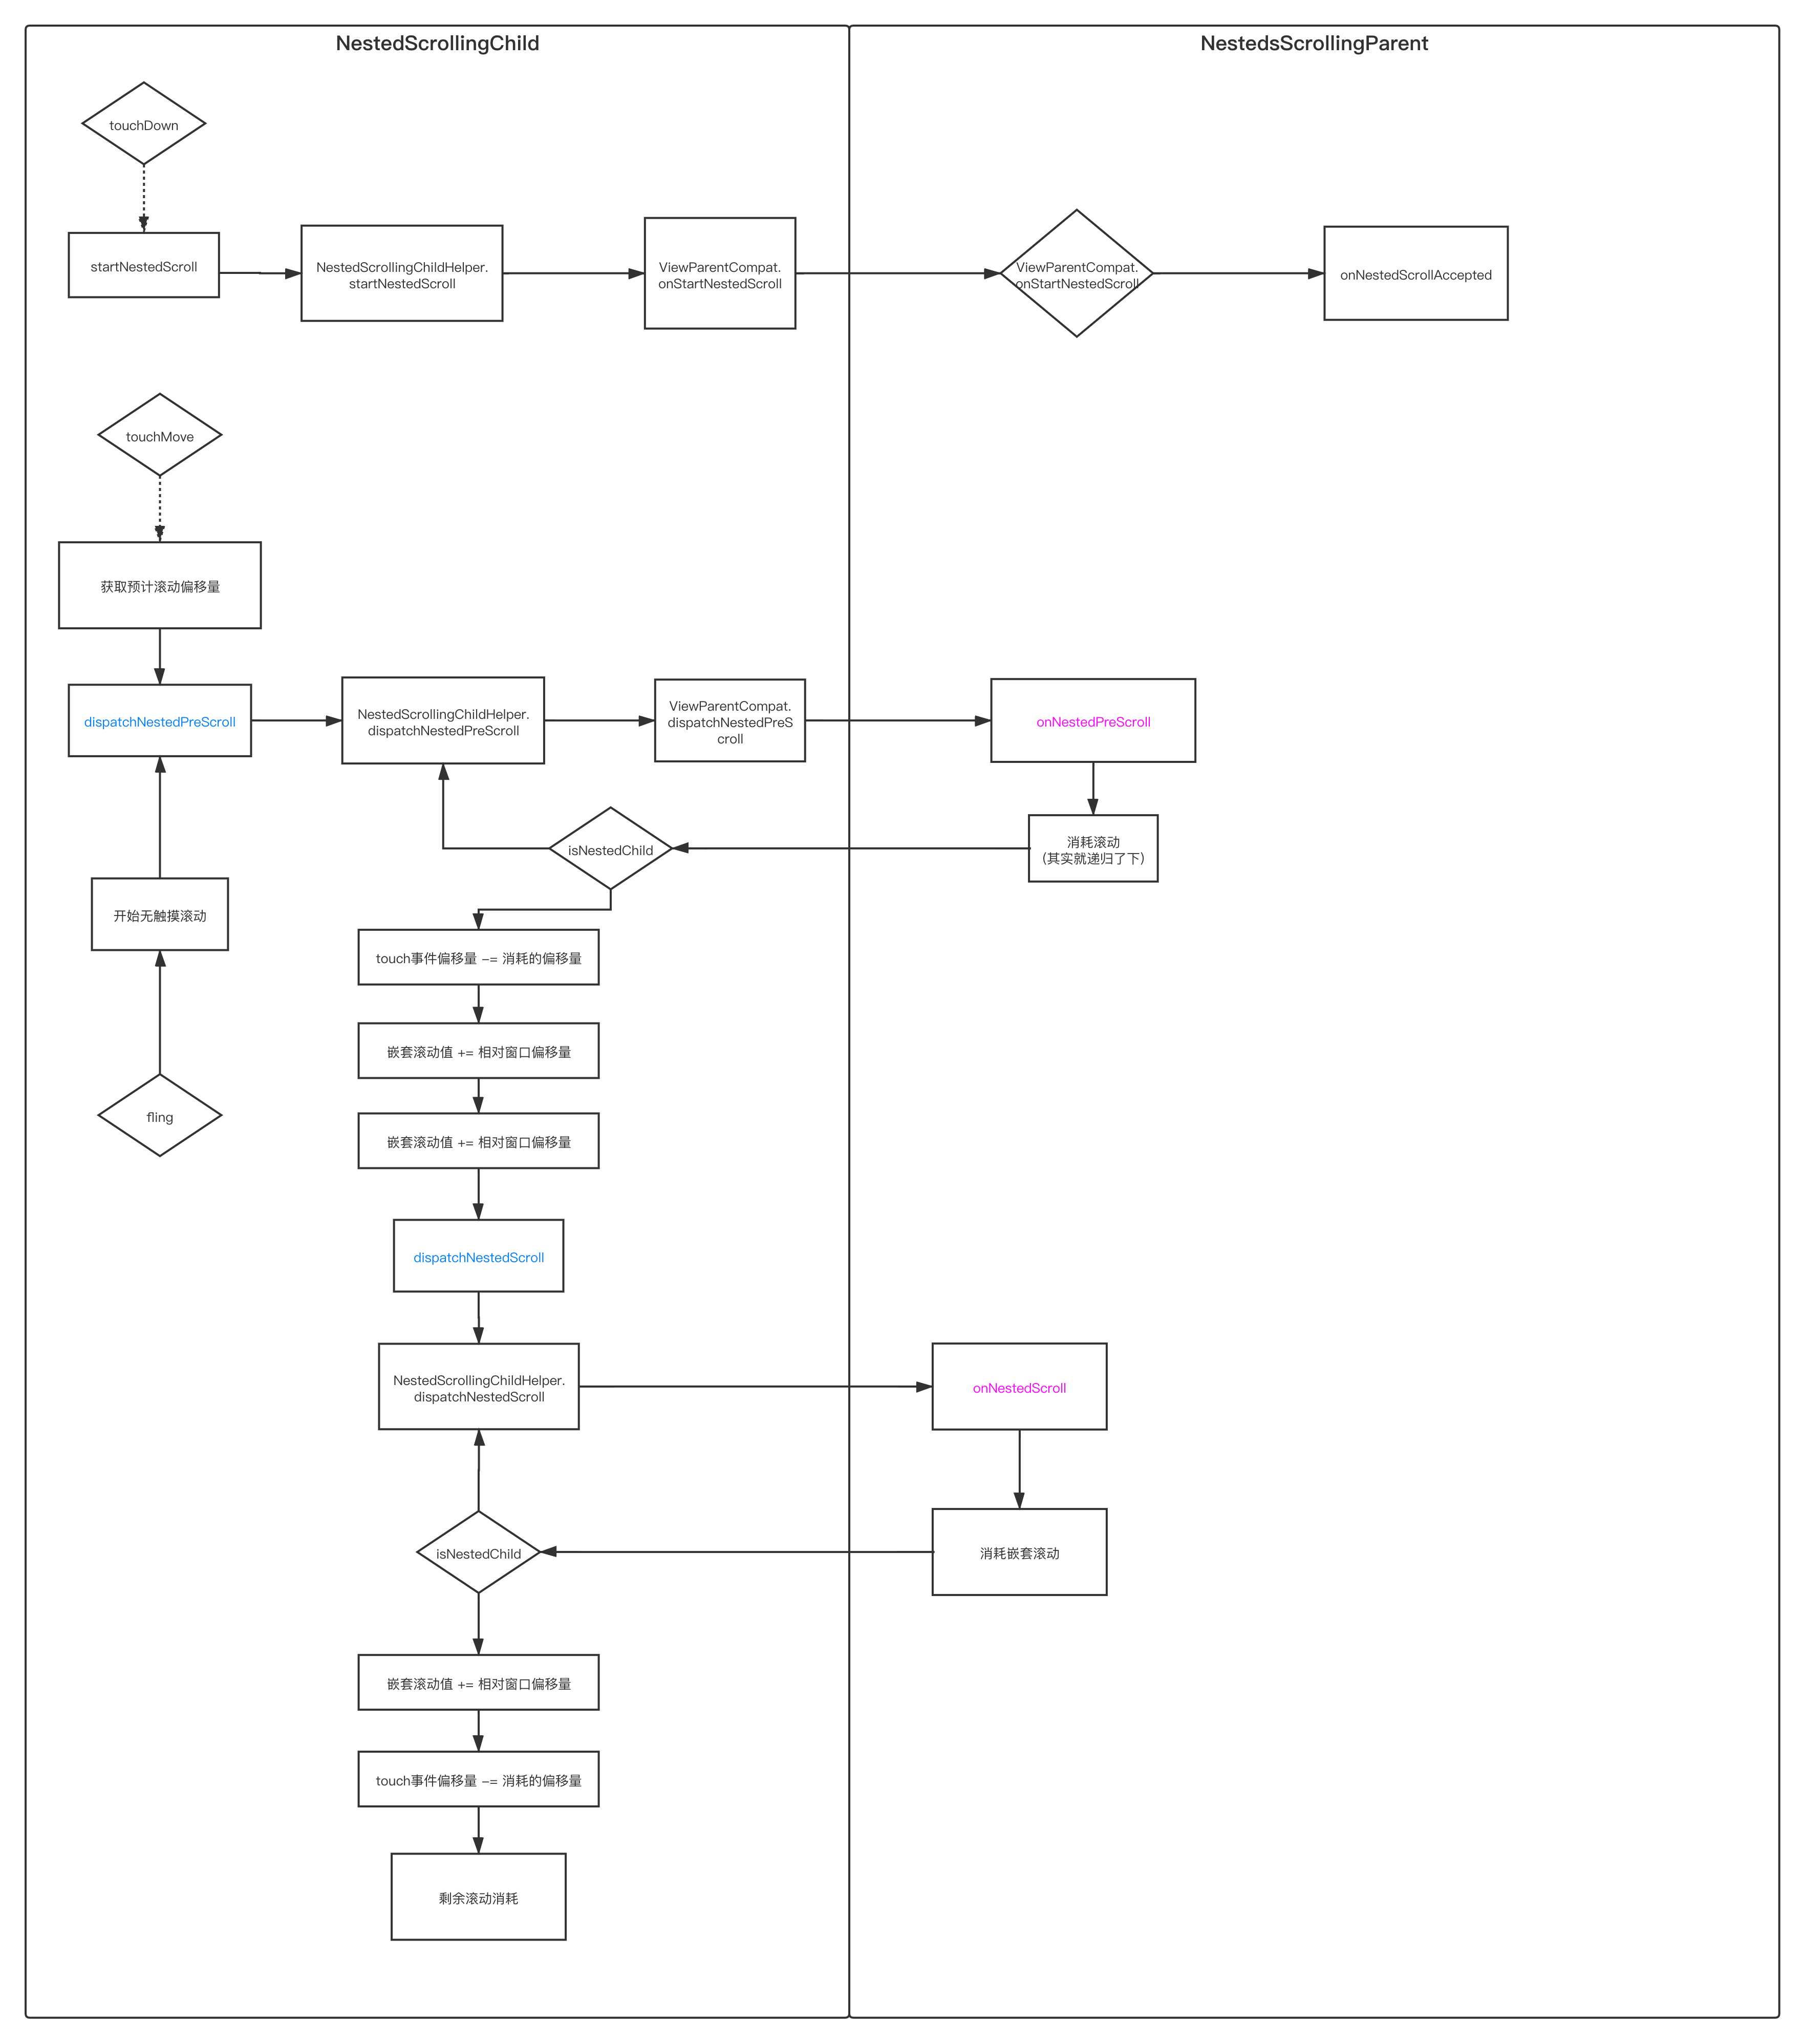 NestedScrollingChild
NestedsScrollingParent
touchDown
startNestedScroll
NestedScrollingChildHelper.
startNestedScroll
ViewParentCompat.
onStartNestedScroll
ViewParentCompat.
onStartNestedScroll
onNestedScrollAccepted
touchMove
获取预计滚动偏移量
dispatchNestedPreScroll
NestedScrollingChildHelper.
dispatchNestedPreScroll
ViewParentCompat.
dispatchNestedPreS
croll
onNestedPreScroll
isNestedChild
消耗滚动
(其实就递归了下)
开始无触摸滚动
touch事件偏移量 -= 消耗的偏移量
嵌套滚动值 += 相对窗口偏移量
fling
嵌套滚动值 += 相对窗口偏移量
dispatchNestedScroll
NestedScrollingChildHelper.
dispatchNestedScroll
onNestedScroll
isNestedChild
消耗嵌套滚动
嵌套滚动值 += 相对窗口偏移量
touch事件偏移量 -= 消耗的偏移量
剩余滚动消耗